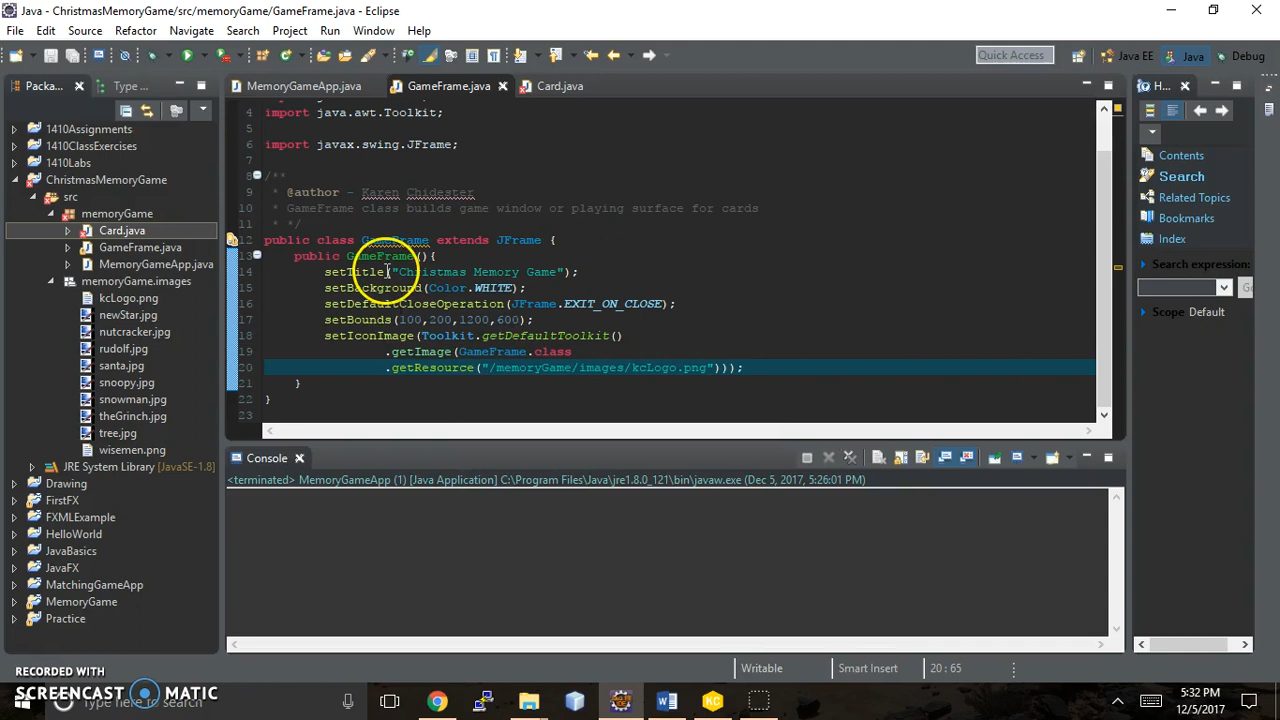 Java - ChristmasMemoryGame/src/memoryGame/GameFrame.java - Eclipse
File Edit Source Refactor Navigate Search Project Run Window Help
Quick Access Java EE Java Debug
Packa... Type ...
MemoryGameApp.java GameFrame.java Card.java
H...
1410Assignments
1410ClassExercises
1410Labs
ChristmasMemoryGame
src
memoryGame
Card.java
GameFrame.java
MemoryGameApp.java
memoryGame.images
kcLogo.png
newStar.jpg
nutcracker.jpg
rudolf.jpg
santa.jpg
snoopy.jpg
snowman.jpg
theGrinch.jpg
tree.jpg
wisemen.png
JRE System Library [JavaSE-1.8]
Drawing
FirstFX
FXMLExample
HelloWorld
JavaBasics
JavaFX
MatchingGameApp
MemoryGame
Practice
4 import java.awt.Toolkit;
5
6 import javax.swing.JFrame;
7
8 /**
9 * @author - Karen Chidester
10 * GameFrame class builds game window or playing surface for cards
11 * */
12 public class GameFrame extends JFrame {
13 public GameFrame(){
14 setTitle("Christmas Memory Game");
15 setBackground(Color.WHITE);
16 setDefaultCloseOperation(JFrame.EXIT_ON_CLOSE);
17 setBounds(100,200,1200,600);
18 setIconImage(Toolkit.getDefaultToolkit()
19 .getImage(GameFrame.class
20 .getResource("/memoryGame/images/kcLogo.png")));
21 }
22 }
23
Console
<terminated> MemoryGameApp (1) [Java Application] C:\Program Files\Java\jre1.8.0_121\bin\javaw.exe (Dec 5, 2017, 5:26:01 PM)
Contents
Search
Related Topics
Bookmarks
Index
Search expression:
Go
Scope Default
Writable Smart Insert 20 : 65
RECORDED WITH
SCREENCAST MATIC
Type here to search
KC
5:32 PM
12/5/2017